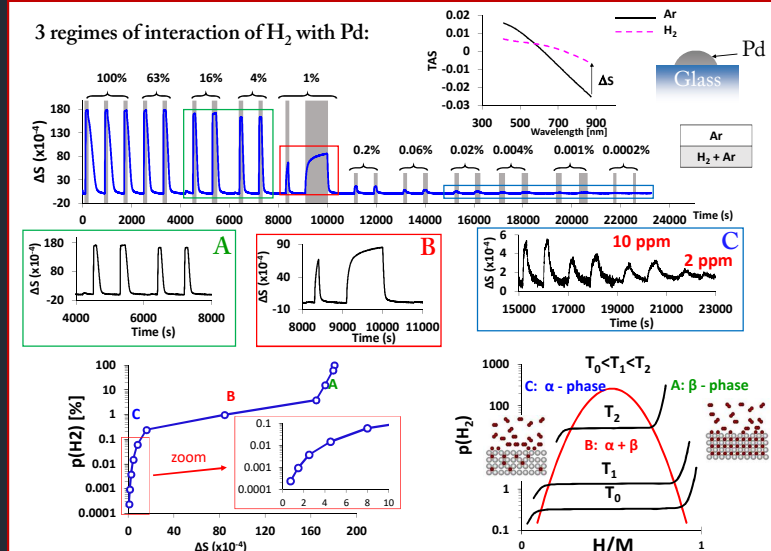 3 regimes of interaction of H₂ with Pd:
100% 63% 16% 4% 1%
0.2% 0.06% 0.02% 0.004% 0.001% 0.0002%
ΔS (x10⁻⁴)
180
130
80
30
-20
0 2000 4000 6000 8000 10000 12000 14000 16000 18000 20000 22000 24000 Time (s)
TAS
0.02
0.01
0
-0.01
-0.02
-0.03
300 500 700 900
Wavelength [nm]
Ar
H₂
ΔS
Pd
Glass
Ar
H₂ + Ar
A
ΔS (x10⁻⁴)
180
80
-20
4000 6000 8000
Time (s)
B
ΔS (x10⁻⁴)
90
40
-10
8000 9000 10000 11000
Time (s)
C
10 ppm
2 ppm
ΔS (x10⁻⁴)
6
4
2
0
15000 17000 19000 21000 23000
Time (s)
p(H2) [%]
100
10
1
0.1
0.01
0.001
0.0001
C
B
A
zoom
0.1
0.01
0.001
0.0001
0 2 4 6 8 10
0 40 80 120 160 200
ΔS (x10⁻⁴)
T₀<T₁<T₂
C: α - phase
A: β - phase
B: α + β
T₂
T₁
T₀
p(H₂)
1000
100
1
0.1
0 1
H/M